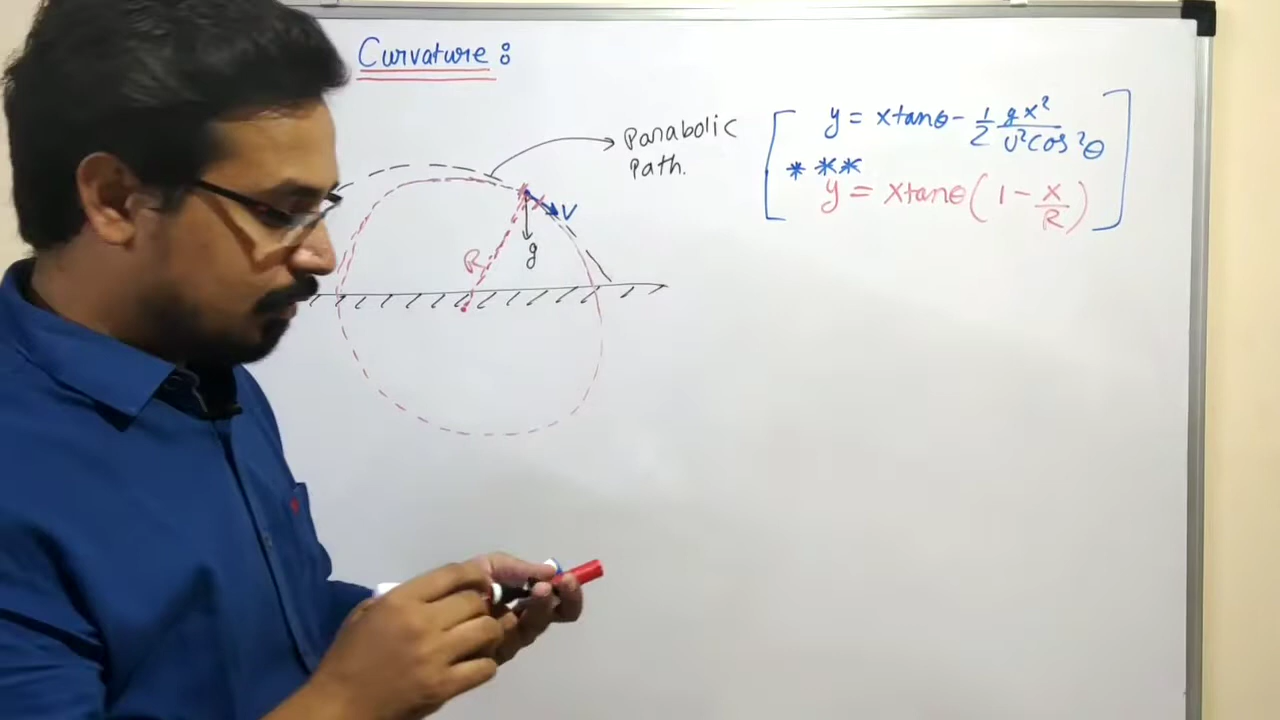 Curvature :
Parabolic
Path.
y = x tanθ - 1/2 gx²/u²cos²θ
* * *
y = x tanθ ( 1 - x/R )
V
R
g